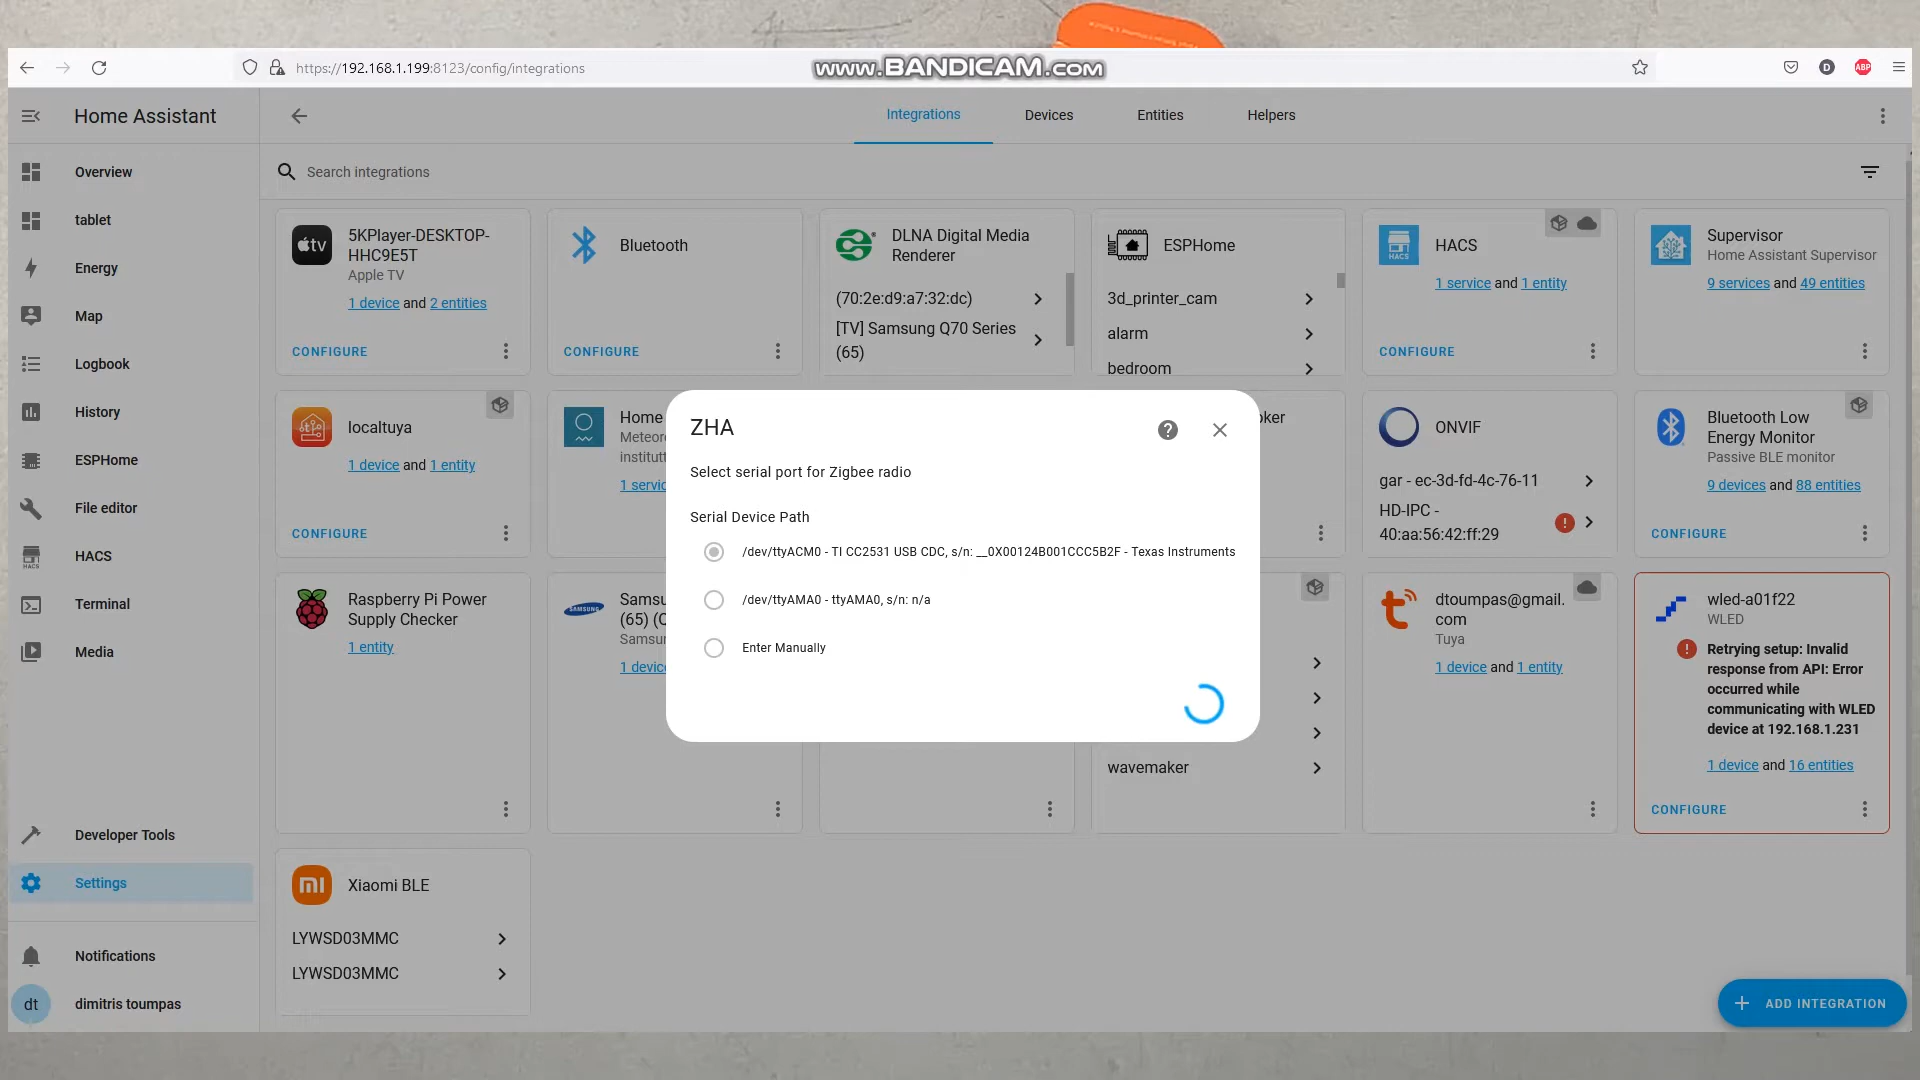 www.BANDICAM.com
https://192.168.1.199:8123/config/integrations
D
ABP
Home Assistant
Integrations
Devices
Entities
Helpers
Overview
tablet
Energy
Map
Logbook
History
ESPHome
File editor
HACS
Terminal
Media
Developer Tools
Settings
Notifications
dt
dimitris toumpas
Search integrations
tv
5KPlayer-DESKTOP-
HHC9E5T
Apple TV
1 device and 2 entities
CONFIGURE
Bluetooth
CONFIGURE
DLNA Digital Media
Renderer
(70:2e:d9:a7:32:dc)
[TV] Samsung Q70 Series
(65)
ESPHome
3d_printer_cam
alarm
bedroom
HACS
HACS
1 service and 1 entity
CONFIGURE
Supervisor
Home Assistant Supervisor
9 services and 49 entities
localtuya
1 device and 1 entity
CONFIGURE
Home
Meteoro
institutt
1 servic
oker
ONVIF
gar - ec-3d-fd-4c-76-11
HD-IPC -
40:aa:56:42:ff:29
Bluetooth Low
Energy Monitor
Passive BLE monitor
9 devices and 88 entities
CONFIGURE
ZHA
Select serial port for Zigbee radio
Serial Device Path
/dev/ttyACM0 - TI CC2531 USB CDC, s/n: __0X00124B001CCC5B2F - Texas Instruments
/dev/ttyAMA0 - ttyAMA0, s/n: n/a
Enter Manually
Raspberry Pi Power
Supply Checker
1 entity
SAMSUNG
Samsu
(65) (Q
Samsun
1 device
wavemaker
dtoumpas@gmail.
com
Tuya
1 device and 1 entity
wled-a01f22
WLED
Retrying setup: Invalid
response from API: Error
occurred while
communicating with WLED
device at 192.168.1.231
1 device and 16 entities
CONFIGURE
Xiaomi BLE
LYWSD03MMC
LYWSD03MMC
ADD INTEGRATION